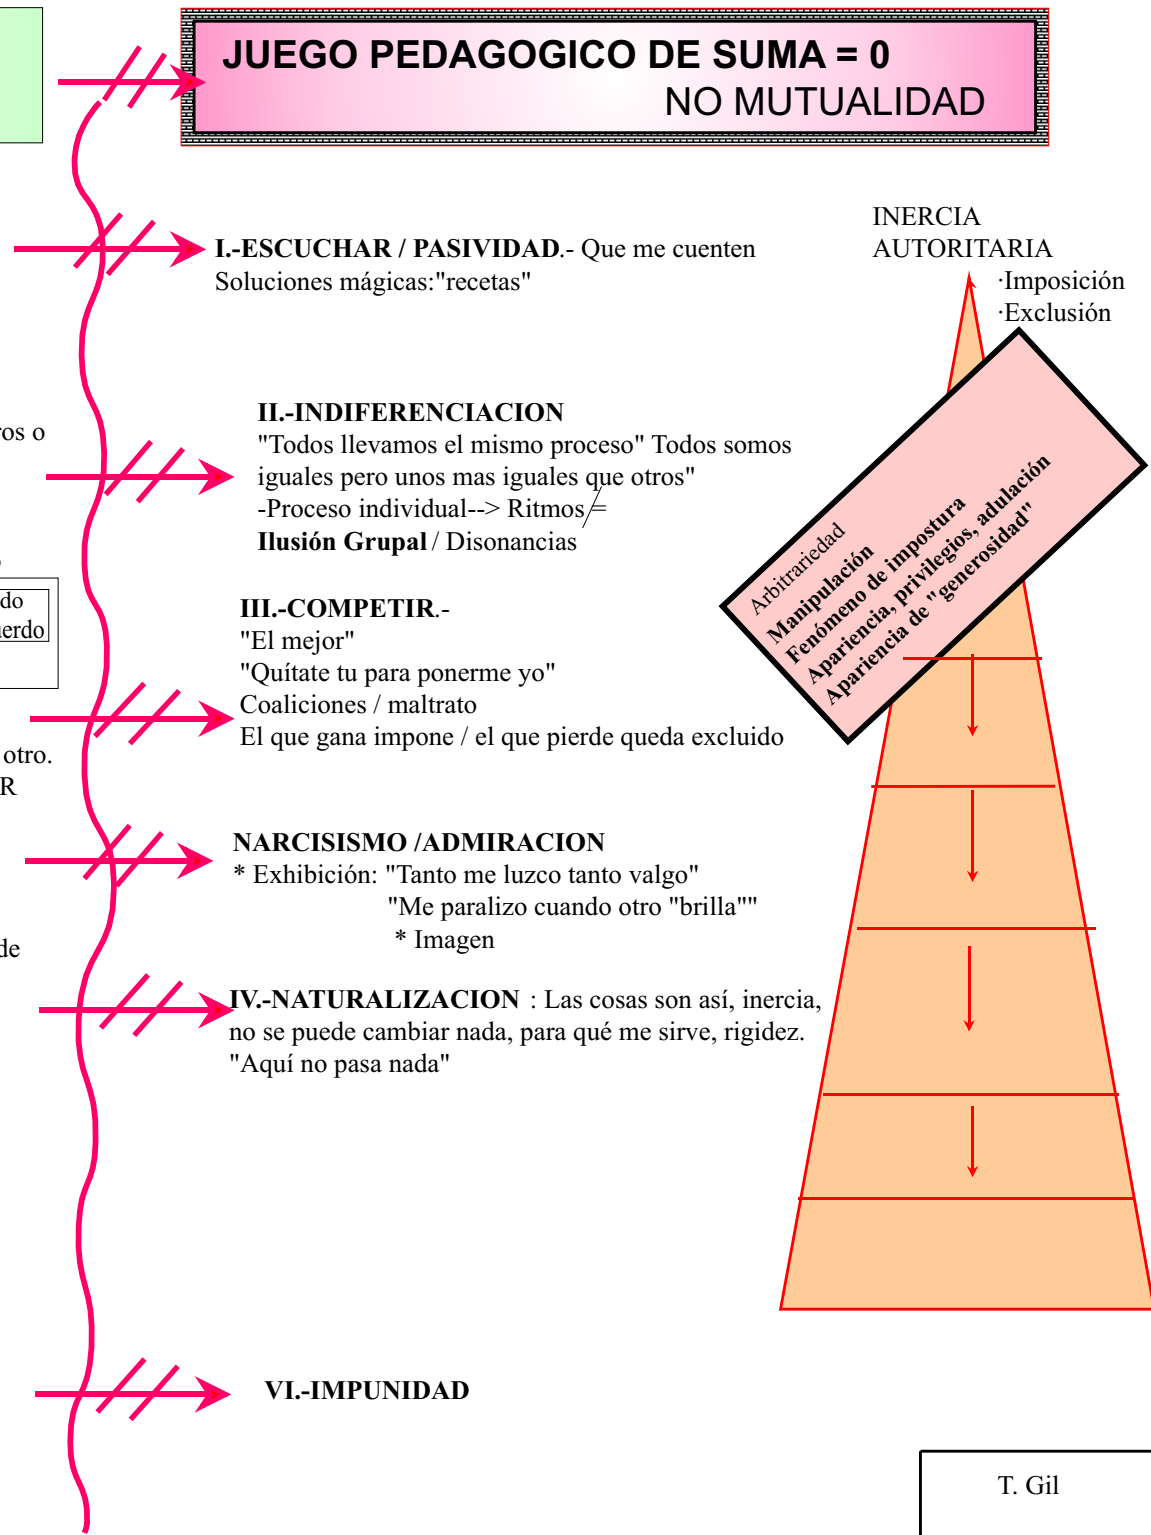 JUEGO PEDAGOGICO DE SUMA = 0
NO MUTUALIDAD
INERCIA
AUTORITARIA
·Imposición
·Exclusión
I.-ESCUCHAR / PASIVIDAD.- Que me cuenten
Soluciones mágicas:"recetas"
os o
II.-INDIFERENCIACION
"Todos llevamos el mismo proceso" Todos somos
iguales pero unos mas iguales que otros"
-Proceso individual--> Ritmos ≠
Ilusión Grupal / Disonancias
Arbitrariedad
Manipulación
Fenómeno de impostura
Apariencia, privilegios, adulación
Apariencia de "generosidad"
do
uerdo
III.-COMPETIR.-
"El mejor"
"Quítate tu para ponerme yo"
Coaliciones / maltrato
El que gana impone / el que pierde queda excluido
otro.
R
NARCISISMO /ADMIRACION
* Exhibición: "Tanto me luzco tanto valgo"
"Me paralizo cuando otro "brilla""
* Imagen
de
IV.-NATURALIZACION : Las cosas son así, inercia,
no se puede cambiar nada, para qué me sirve, rigidez.
"Aquí no pasa nada"
VI.-IMPUNIDAD
T. Gil